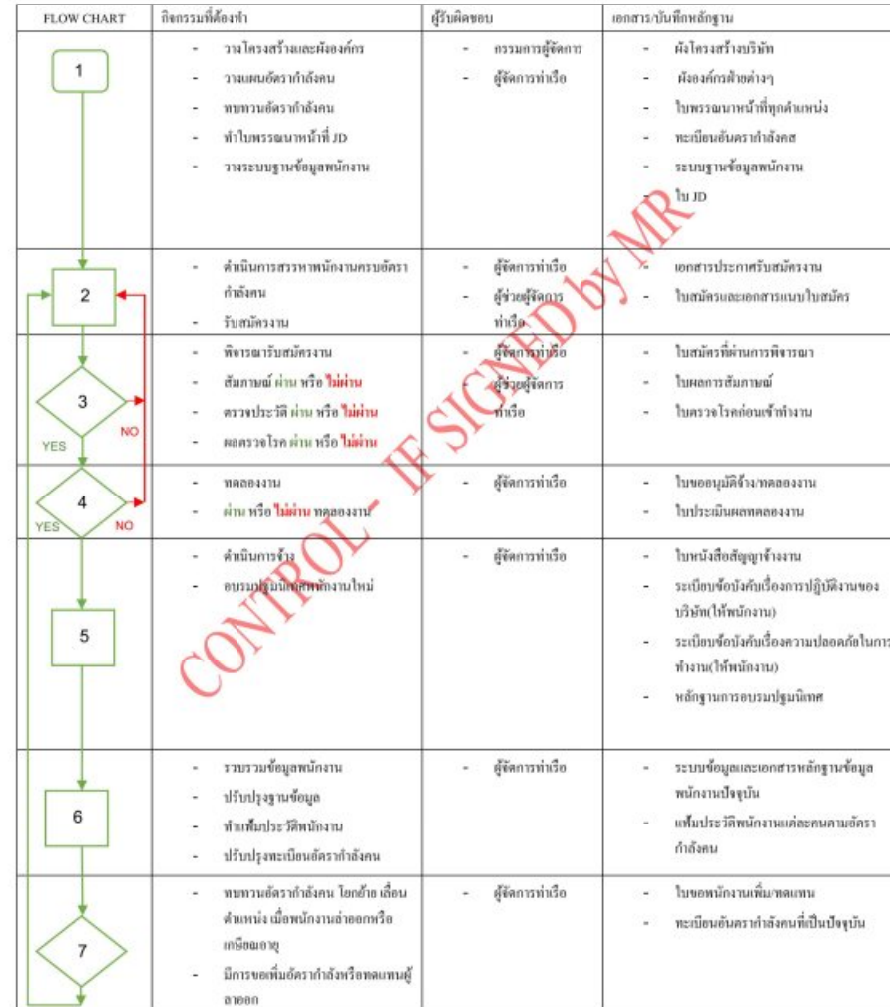 FLOW CHART กิจกรรมที่ต้องทำ ผู้รับผิดชอบ เอกสาร/บันทึกหลักฐาน
1
- วางโครงสร้างและผังองค์กร
- วางแผนอัตรากำลังคน
- ทบทวนอัตรากำลังคน
- ทำใบพรรณนาหน้าที่ JD
- วางระบบฐานข้อมูลพนักงาน
- กรรมการผู้จัดการ
- ผู้จัดการท่าเรือ
- ผังโครงสร้างบริษัท
- ผังองค์กรฝ่ายต่างๆ
- ใบพรรณนาหน้าที่ทุกตำแหน่ง
- ทะเบียนอันตรากำลังคส
- ระบบฐานข้อมูลพนักงาน
- ใบ JD
2
- ดำเนินการสรรหาพนักงานครบอัตรา
กำลังคน
- รับสมัครงาน
- ผู้จัดการท่าเรือ
- ผู้ช่วยผู้จัดการ
ท่าเรือ
- เอกสารประกาศรับสมัครงาน
- ใบสมัครและเอกสารแนบใบสมัคร
3
YES
NO
- พิจารณารับสมัครงาน
- สัมภาษณ์ ผ่าน หรือ ไม่ผ่าน
- ตรวจประวัติ ผ่าน หรือ ไม่ผ่าน
- ผลตรวจโรค ผ่าน หรือ ไม่ผ่าน
- ผู้จัดการท่าเรือ
- ผู้ช่วยผู้จัดการ
ท่าเรือ
- ใบสมัครที่ผ่านการพิจารณา
- ใบผลการสัมภาษณ์
- ใบตรวจโรคก่อนเข้าทำงาน
4
YES
NO
- ทดลองงาน
- ผ่าน หรือ ไม่ผ่าน ทดลองงาน
- ผู้จัดการท่าเรือ
- ใบขออนุมัติจ้าง/ทดลองงาน
- ใบประเมินผลทดลองงาน
5
- ดำเนินการจ้าง
- อบรมปฐมนิเทศพนักงานใหม่
- ผู้จัดการท่าเรือ
- ใบหนังสือสัญญาจ้างงาน
- ระเบียบข้อบังคับเรื่องการปฏิบัติงานของ
บริษัท(ให้พนักงาน)
- ระเบียบข้อบังคับเรื่องความปลอดภัยในการ
ทำงาน(ให้พนักงาน)
- หลักฐานการอบรมปฐมนิเทศ
6
- รวบรวมข้อมูลพนักงาน
- ปรับปรุงฐานข้อมูล
- ทำแฟ้มประวัติพนักงาน
- ปรับปรุงทะเบียนอัตรากำลังคน
- ผู้จัดการท่าเรือ
- ระบบข้อมูลและเอกสารหลักฐานข้อมูล
พนักงานปัจจุบัน
- แฟ้มประวัติพนักงานแต่ละคนตามอัตรา
กำลังคน
7
- ทบทวนอัตรากำลังคน โยกย้าย เลื่อน
ตำแหน่ง เมื่อพนักงานลาออกหรือ
เกษียณอายุ
- มีการขอเพิ่มอัตรากำลังหรือทดแทนผู้
ลาออก
- ผู้จัดการท่าเรือ
- ใบขอพนักงานเพิ่ม/ทดแทน
- ทะเบียนอันตรากำลังคนที่เป็นปัจจุบัน
CONTROL - IF SIGNED by MR